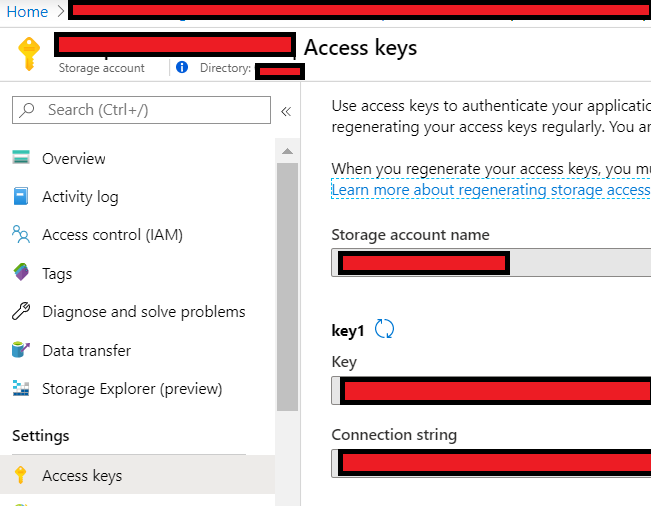 Home >
Access keys
Storage account
Directory:
Search (Ctrl+/)
«
Overview
Activity log
Access control (IAM)
Tags
Diagnose and solve problems
Data transfer
Storage Explorer (preview)
Settings
Access keys
Use access keys to authenticate your
regenerating your access keys regularly. You
When you regenerate your access keys, you
Learn more about regenerating storage access
Storage account name
key1
Key
Connection string